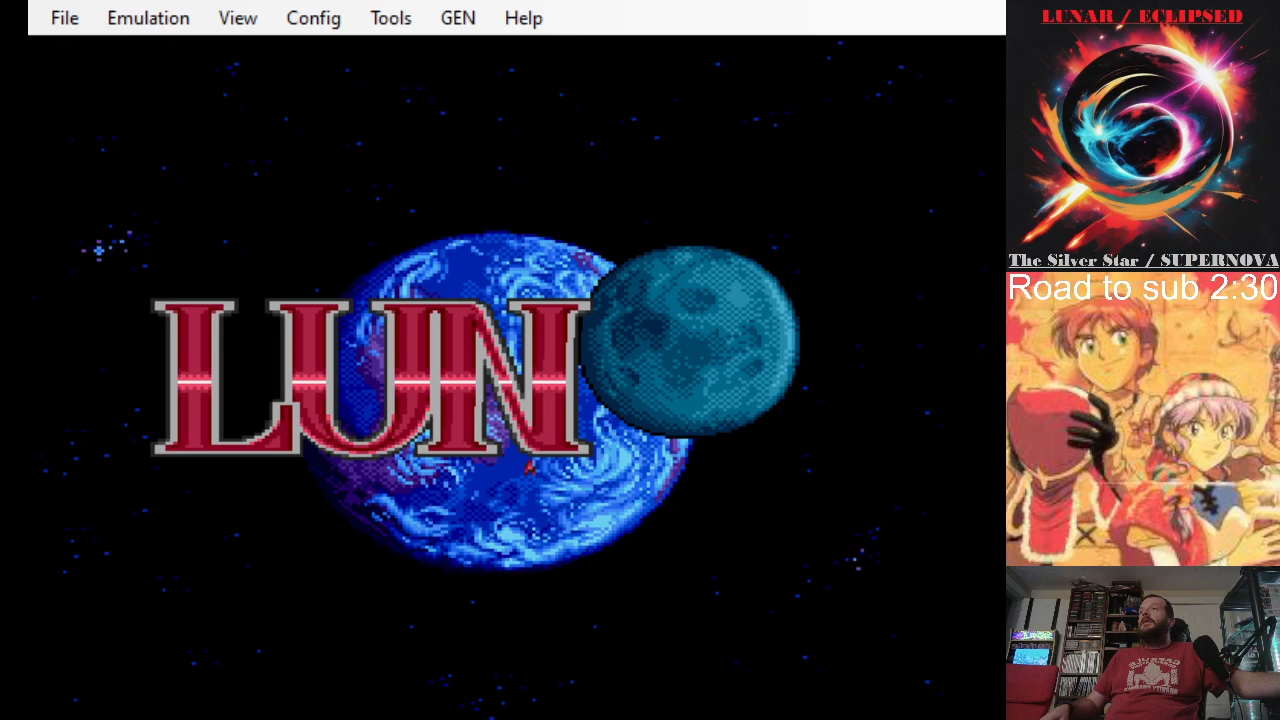 File Emulation View Config Tools GEN Help
LUN
LUNAR / ECLIPSED
The Silver Star / SUPERNOVA
Road to sub 2:30